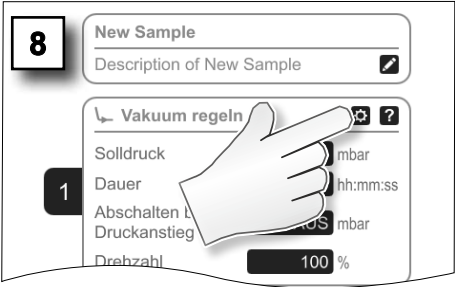 8
New Sample
Description of New Sample
Vakuum regeln ?
Solldruck mbar
1
Dauer hh:mm:ss
Abschalten
Druckanstieg AUS mbar
Drehzahl 100 %